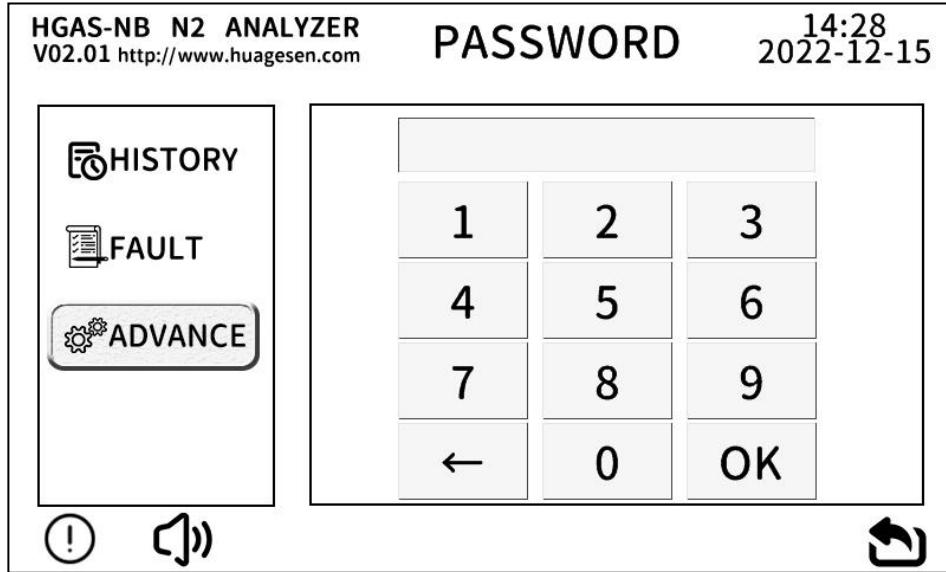 HGAS-NB N2 ANALYZER
V02.01 http://www.huagesen.com
PASSWORD
14:28
2022-12-15
HISTORY
FAULT
ADVANCE
1 2 3
4 5 6
7 8 9
← 0 OK